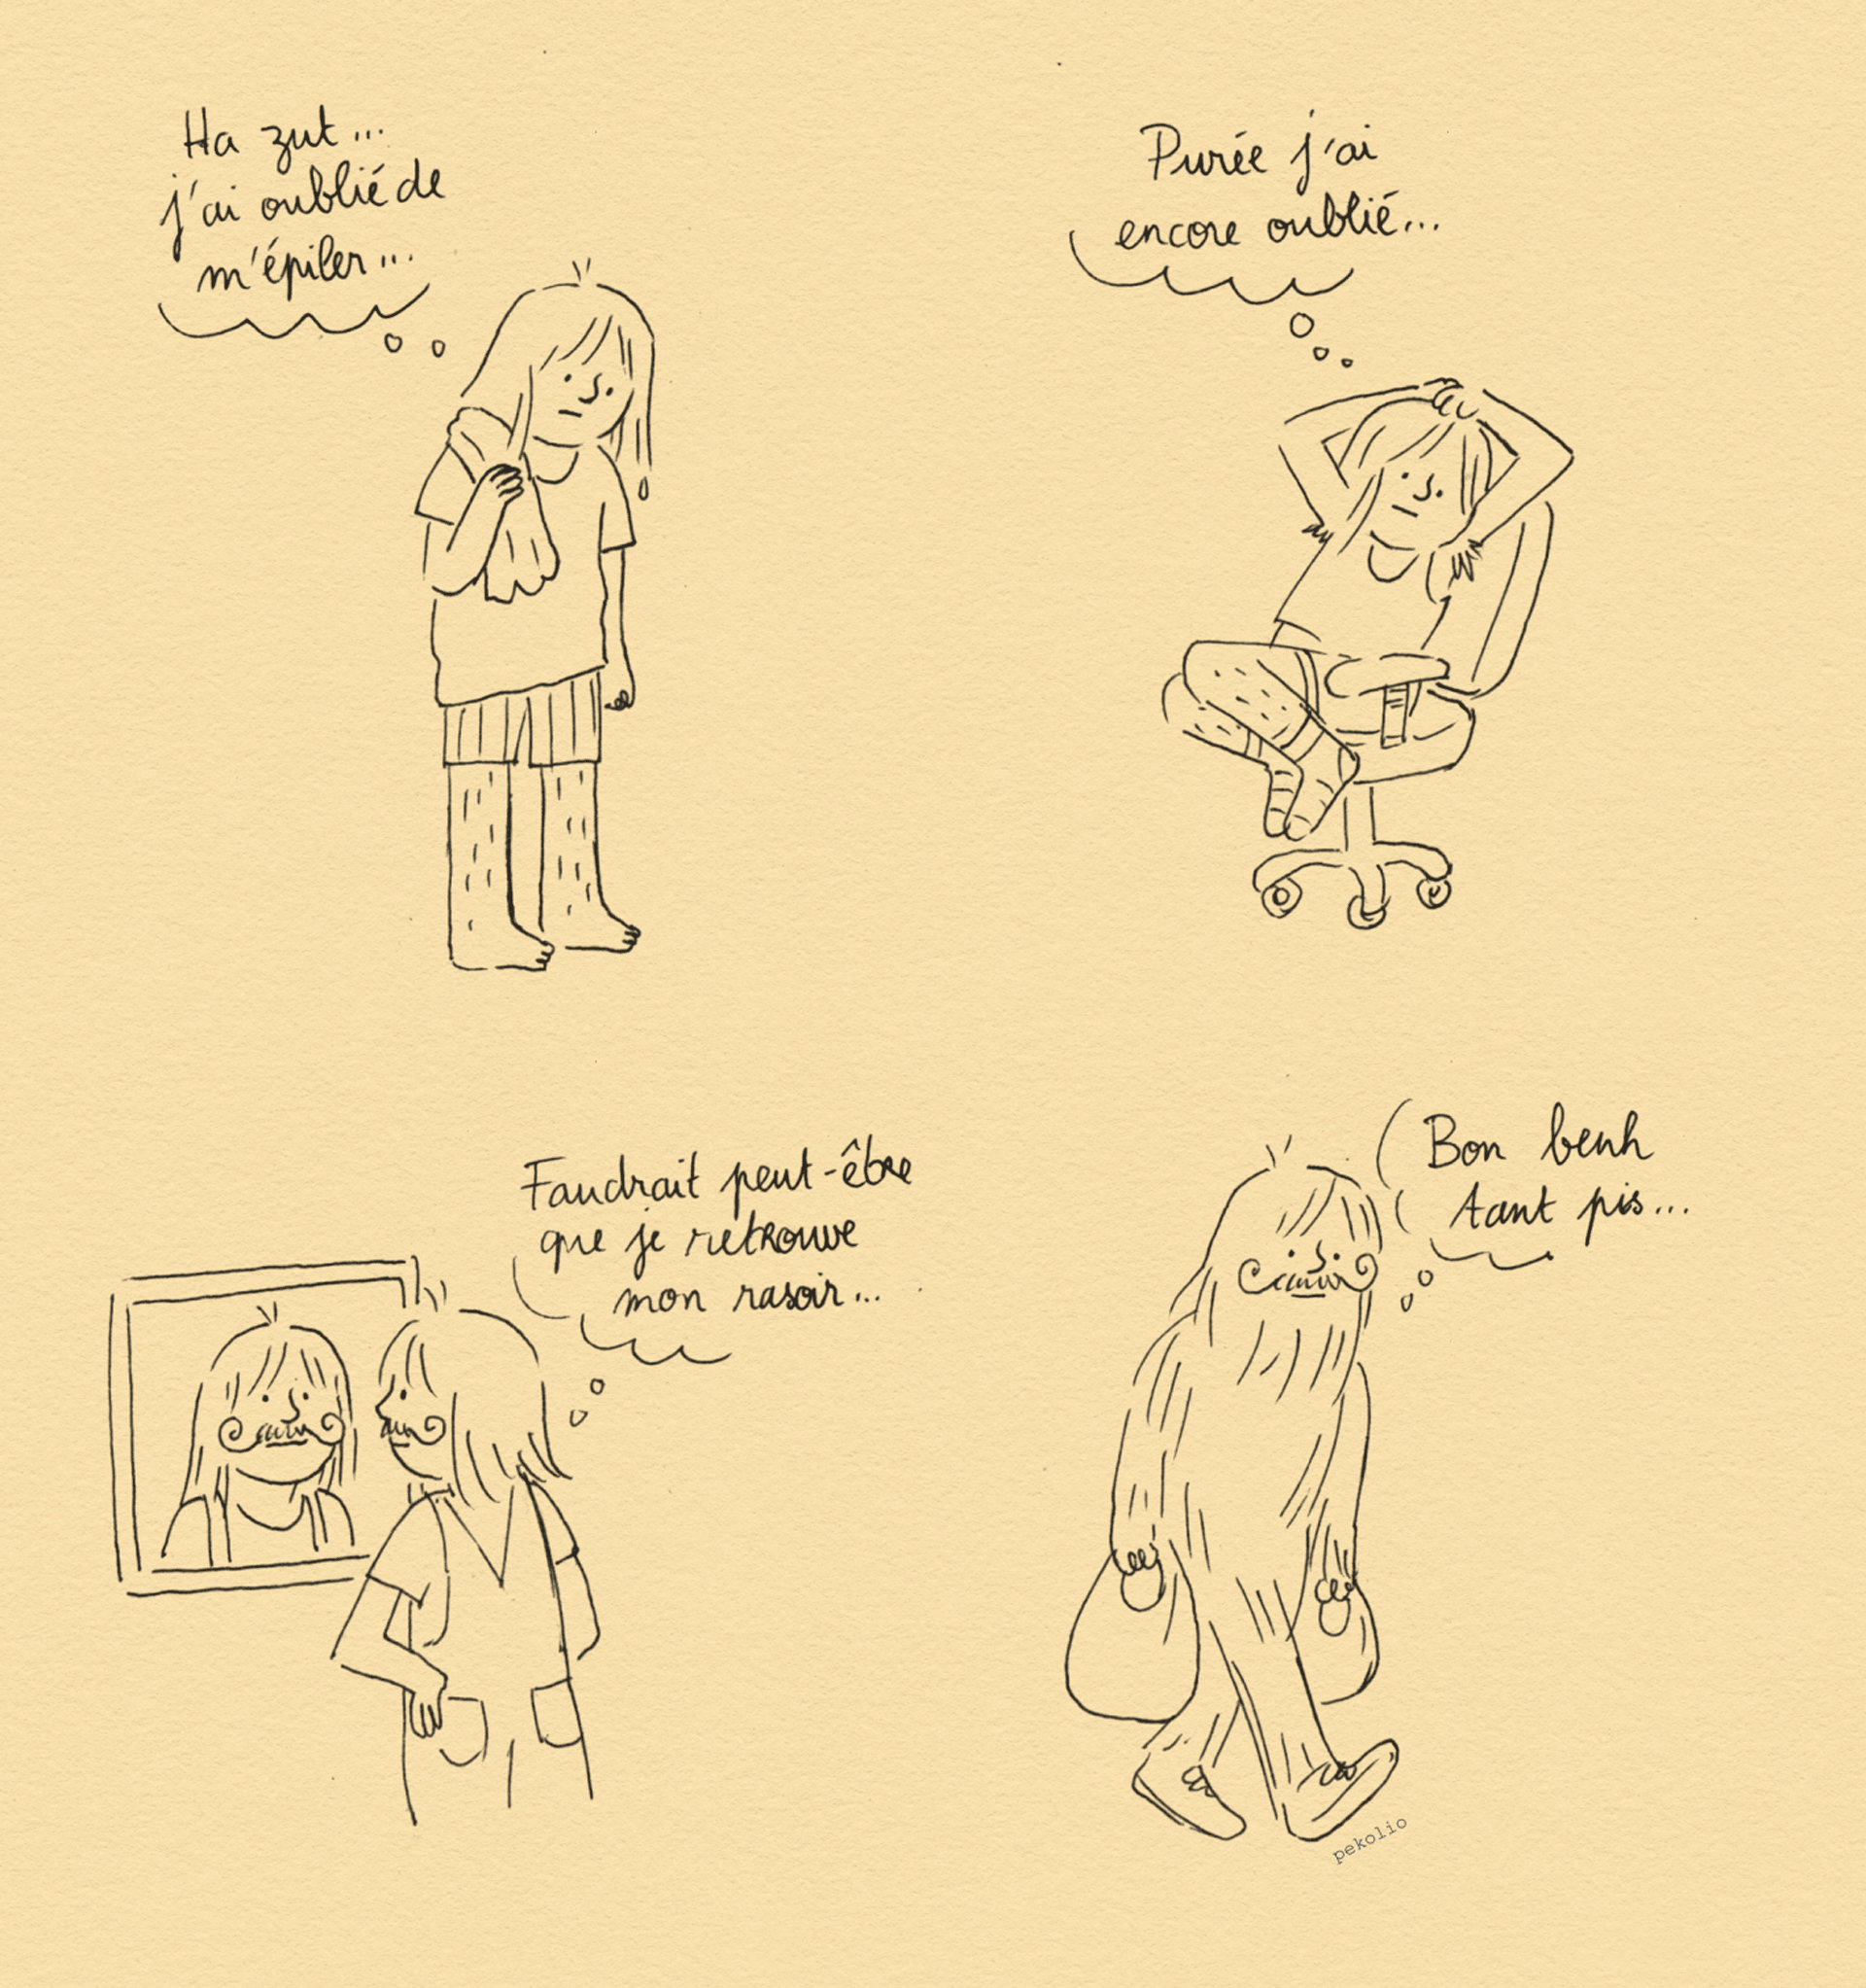 Ha zut...
j'ai oublié de
m'épiler...
Purée j'ai
encore oublié...
Faudrait peut-être
que je retrouve
mon rasoir...
Bon benh
tant pis...
pekolio